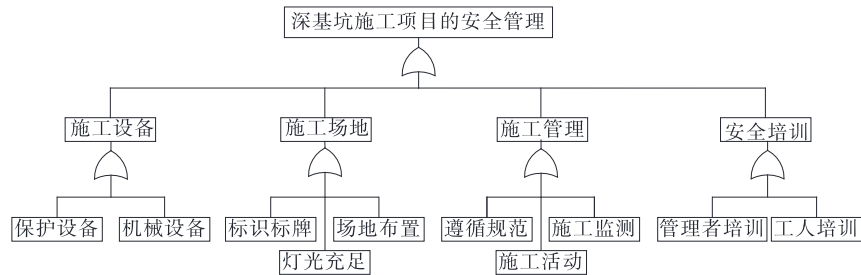 深基坑施工项目的安全管理
施工设备
施工场地
施工管理
安全培训
保护设备
机械设备
标识标牌
场地布置
遵循规范
施工监测
管理者培训
工人培训
灯光充足
施工活动